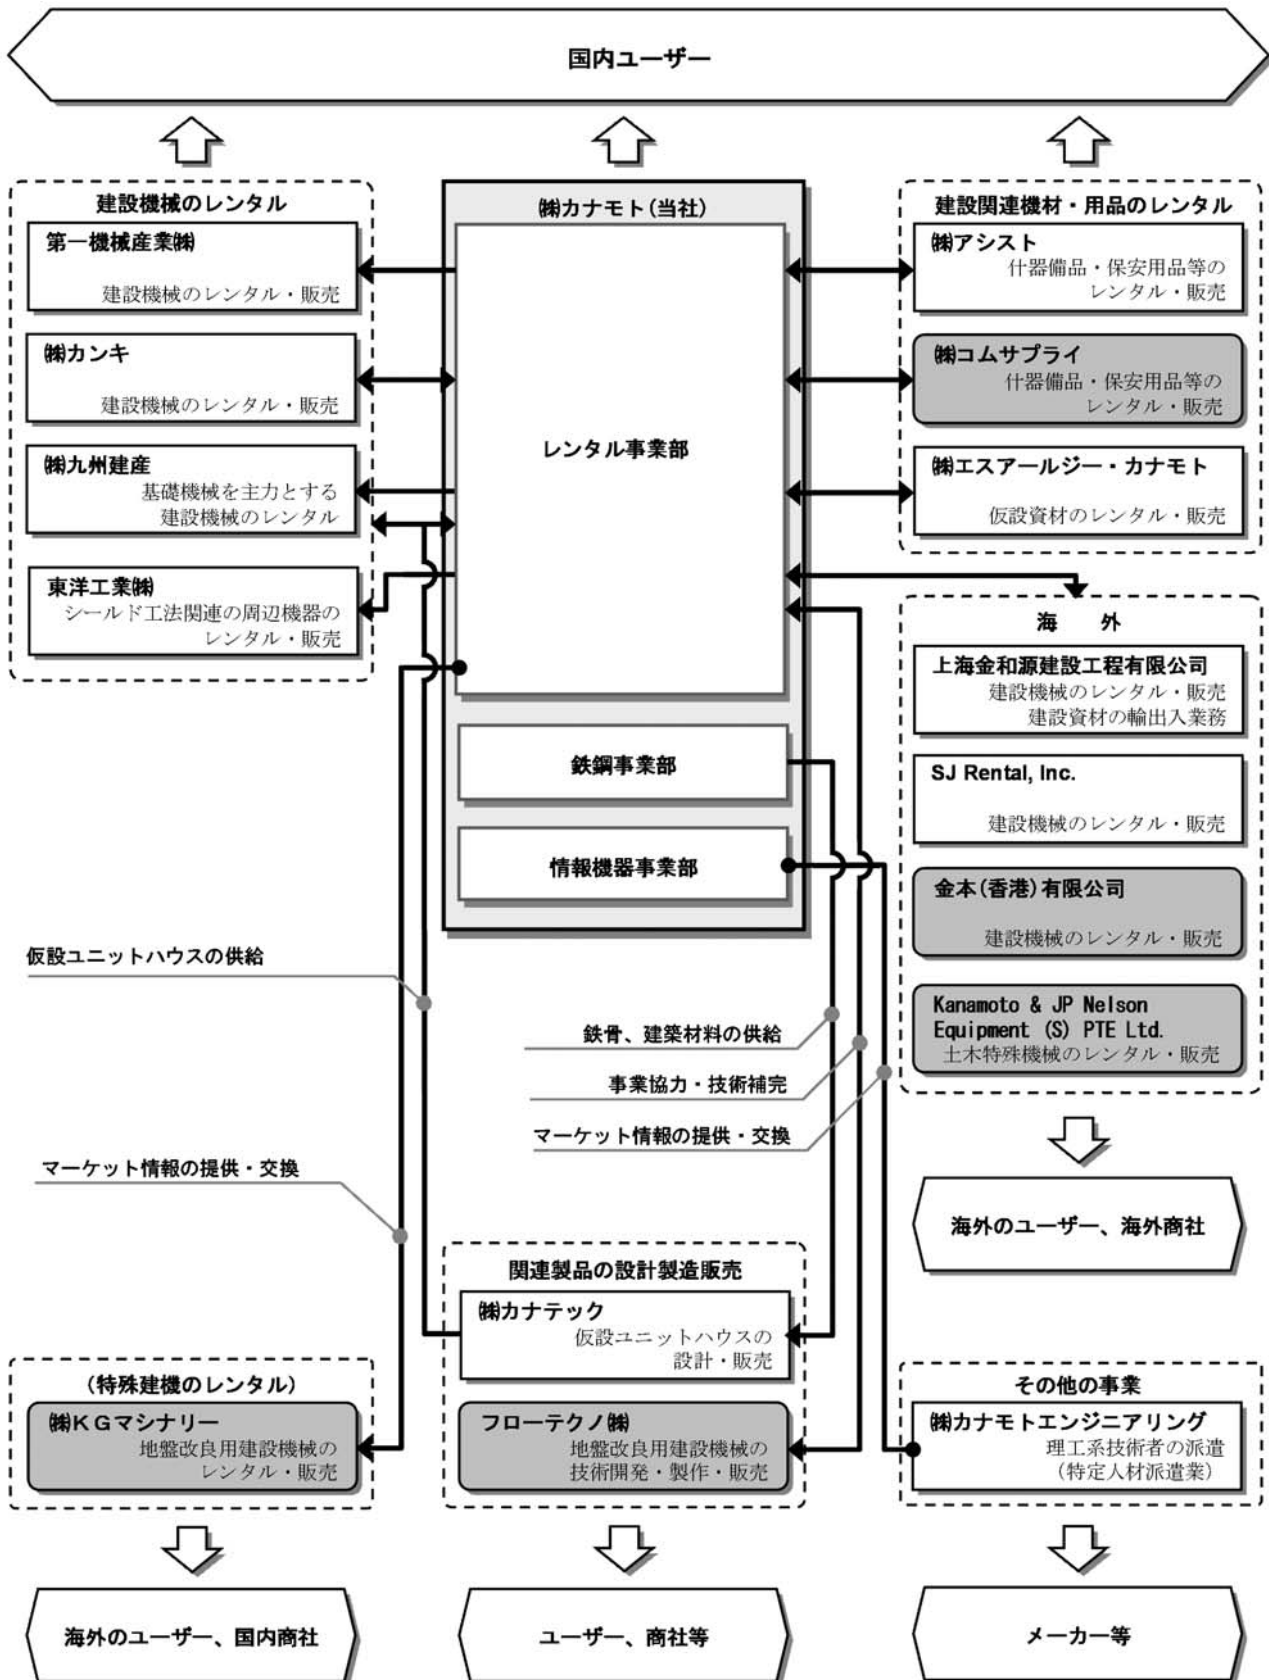 国内ユーザー
建設機械のレンタル
第一機械産業㈱
建設機械のレンタル・販売
㈱カンキ
建設機械のレンタル・販売
㈱九州建産
基礎機械を主力とする
建設機械のレンタル
東洋工業㈱
シールド工法関連の周辺機器の
レンタル・販売
㈱カナモト(当社)
レンタル事業部
鉄鋼事業部
情報機器事業部
建設関連機材・用品のレンタル
㈱アシスト
什器備品・保安用品等の
レンタル・販売
㈱コムサプライ
什器備品・保安用品等の
レンタル・販売
㈱エスアールジー・カナモト
仮設資材のレンタル・販売
海　外
上海金和源建設工程有限公司
建設機械のレンタル・販売
建設資材の輸出入業務
SJ Rental, Inc.
建設機械のレンタル・販売
金本(香港)有限公司
建設機械のレンタル・販売
Kanamoto & JP Nelson
Equipment (S) PTE Ltd.
土木特殊機械のレンタル・販売
仮設ユニットハウスの供給
鉄骨、建築材料の供給
事業協力・技術補完
マーケット情報の提供・交換
マーケット情報の提供・交換
海外のユーザー、海外商社
関連製品の設計製造販売
㈱カナテック
仮設ユニットハウスの
設計・販売
フローテクノ㈱
地盤改良用建設機械の
技術開発・製作・販売
(特殊建機のレンタル)
㈱KGマシナリー
地盤改良用建設機械の
レンタル・販売
その他の事業
㈱カナモトエンジニアリング
理工系技術者の派遣
(特定人材派遣業)
海外のユーザー、国内商社
ユーザー、商社等
メーカー等